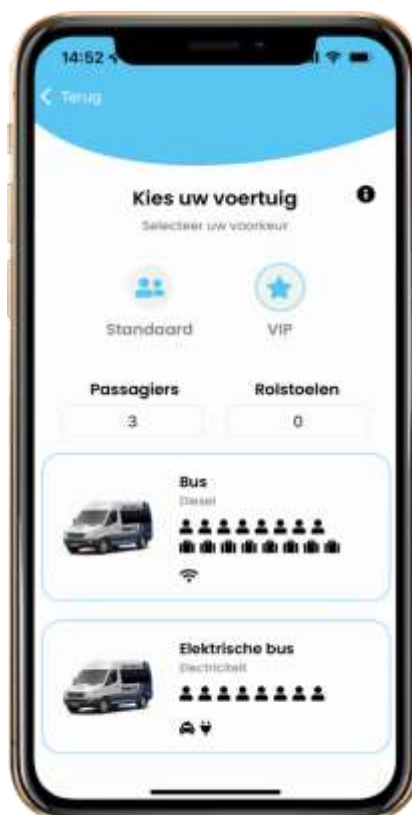 14:52
Terug
Kies uw voertuig
Selecteer uw voorkeur
Standaard VIP
Passagiers Rolstoelen
3 0
Bus
Diesel
Elektrische bus
Electriciteit